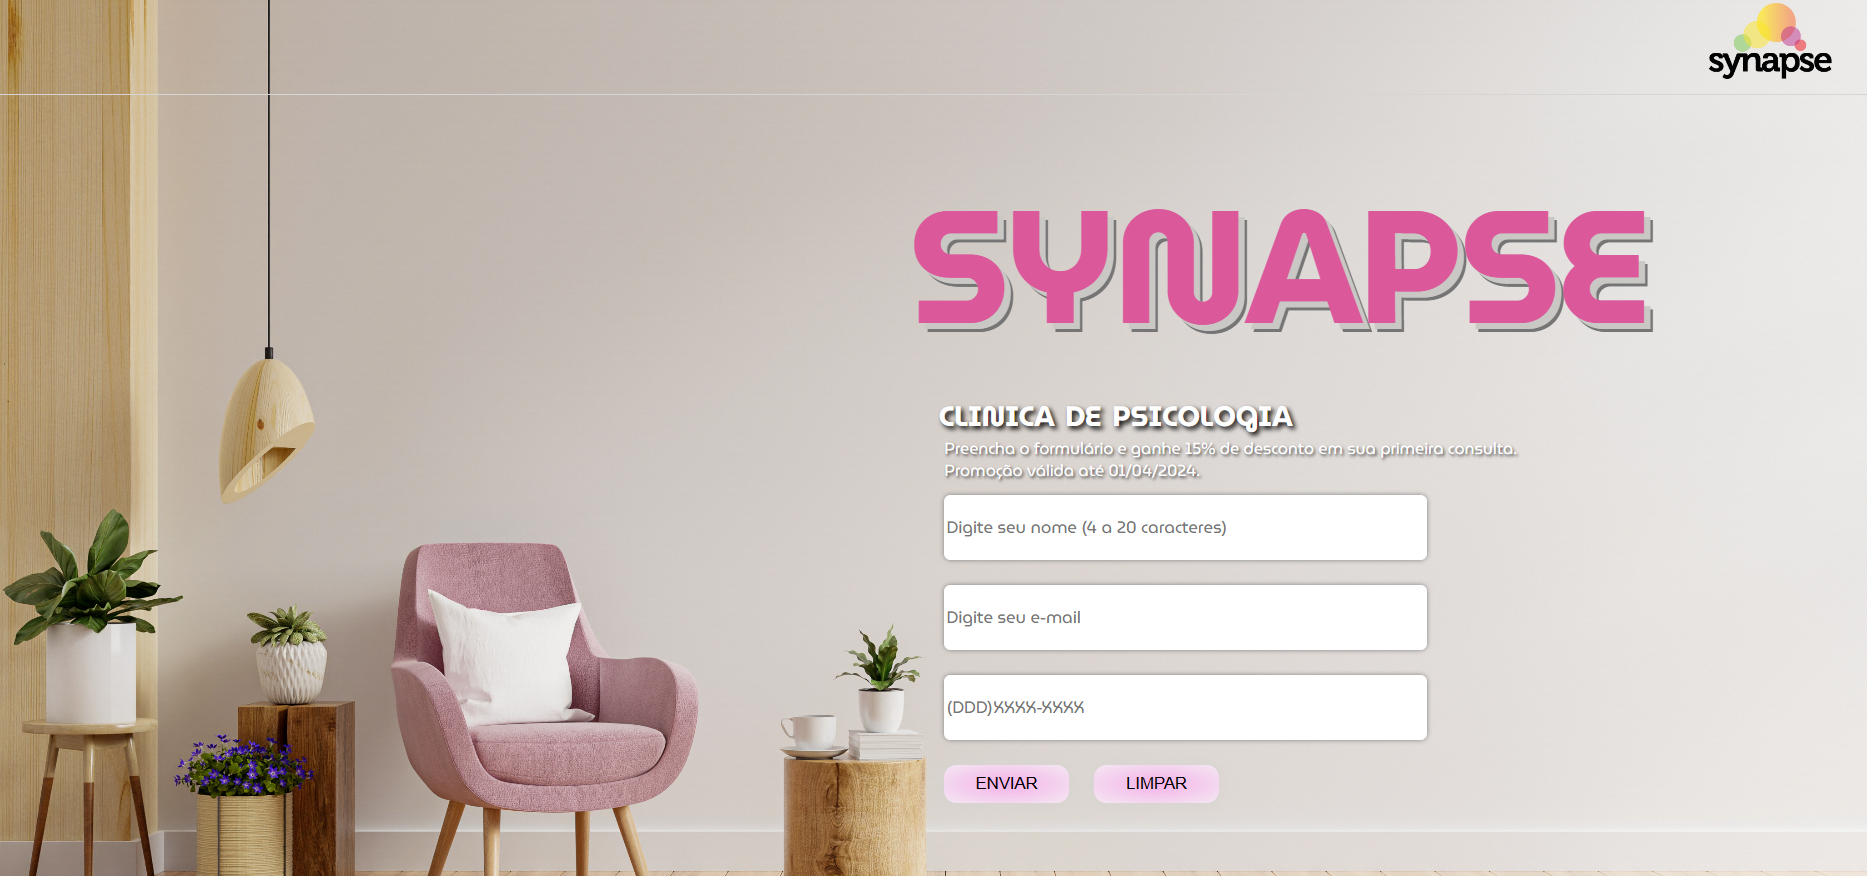 synapse
SYNAPSE
CLINICA DE PSICOLOGIA
Preencha o formulário e ganhe 15% de desconto em sua primeira consulta.
Promoção válida até 01/04/2024.
Digite seu nome (4 a 20 caracteres)
Digite seu e-mail
(DDD)XXXX-XXXX
ENVIAR LIMPAR